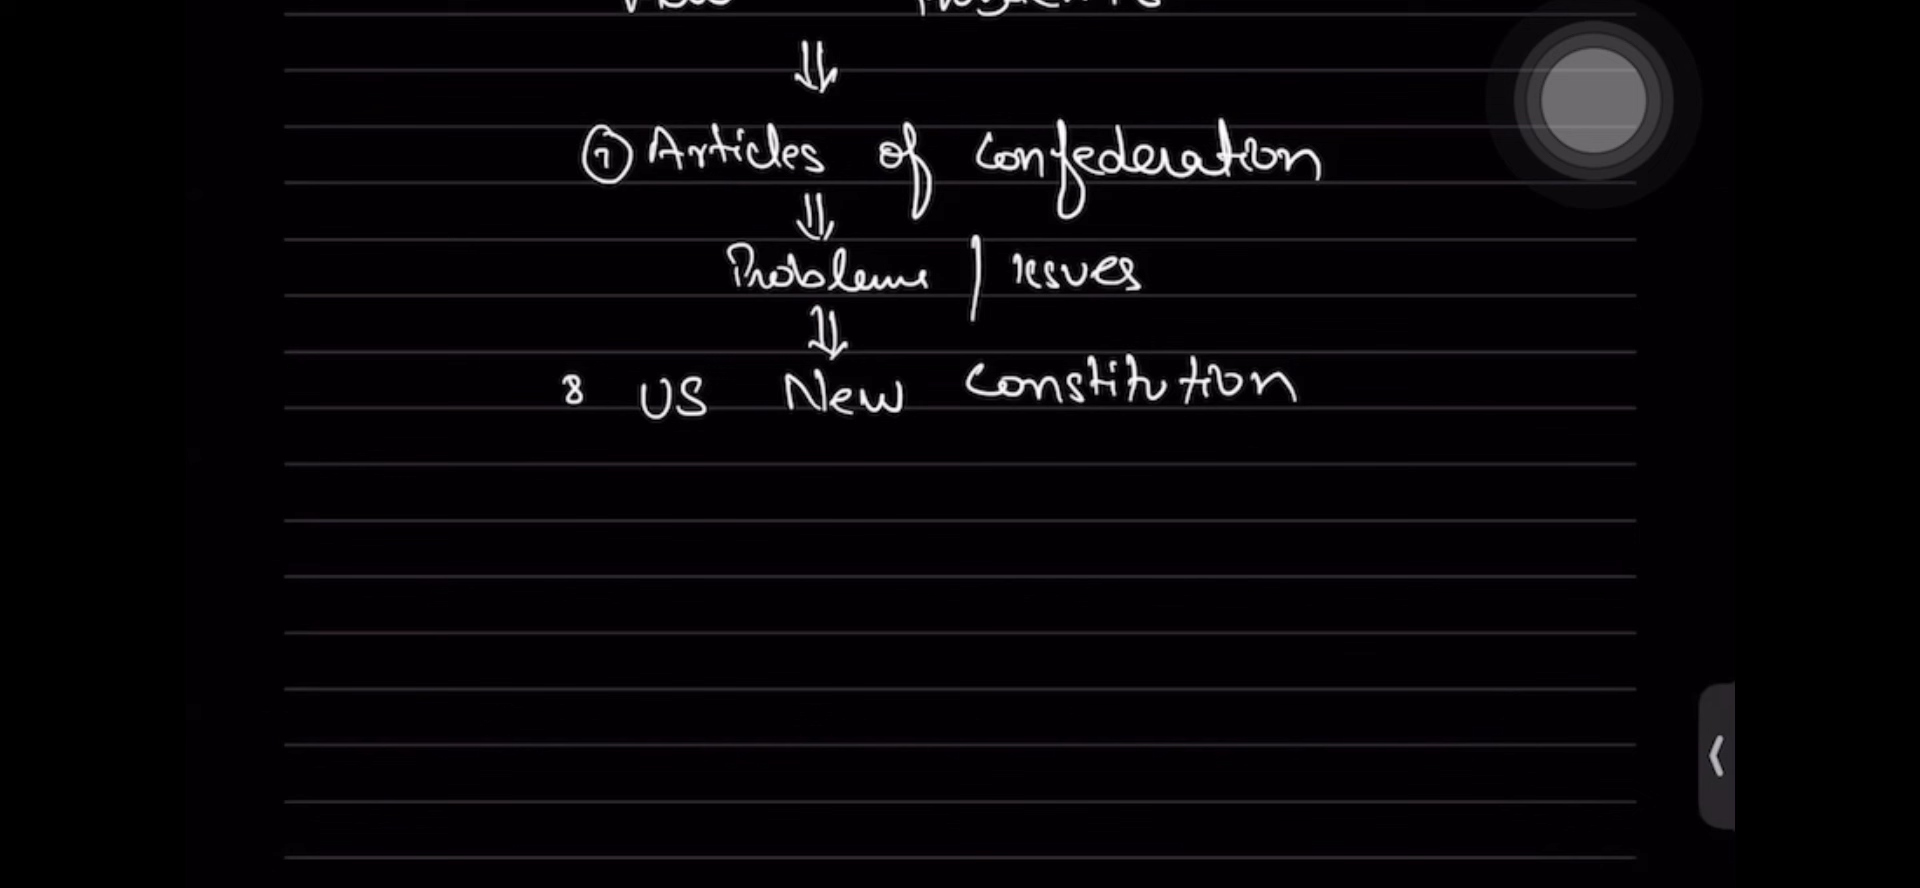 ⇓
⑦ Articles of Confederation
⇓
Problems | Issues
⇓
8 US New Constitution